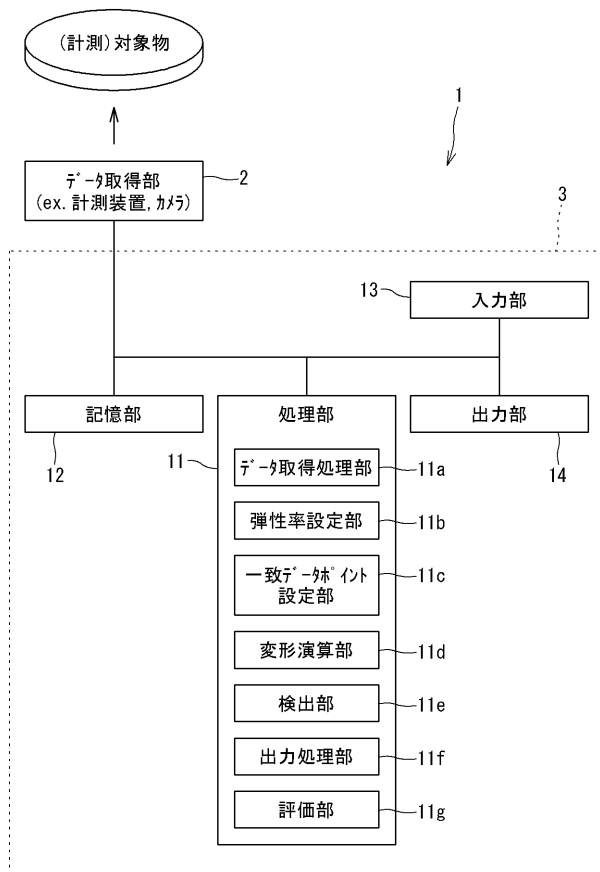 (計測)対象物
1
データ取得部
(ex.計測装置,カメラ)
2
3
13
入力部
記憶部
12
処理部
出力部
14
11
データ取得処理部
11a
弾性率設定部
11b
一致データポイント
設定部
11c
変形演算部
11d
検出部
11e
出力処理部
11f
評価部
11g